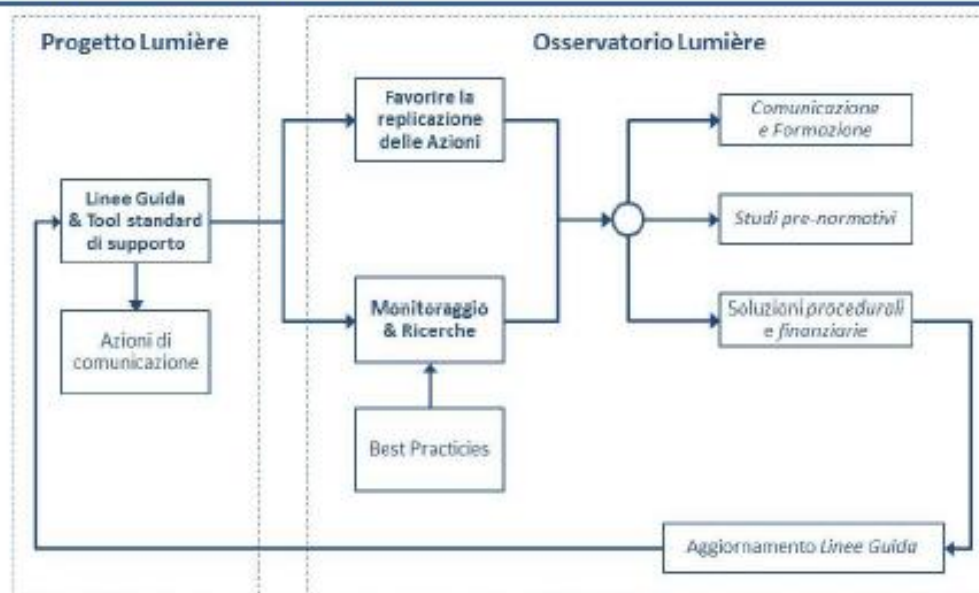 Progetto Lumière
Osservatorio Lumière
Linee Guida
& Tool standard
di supporto
Azioni di
comunicazione
Favorire la
replicazione
delle Azioni
Monitoraggio
& Ricerche
Best Practicies
Comunicazione
e Formazione
Studi pre-normativi
Soluzioni procedurali
e finanziarie
Aggiornamento Linee Guida